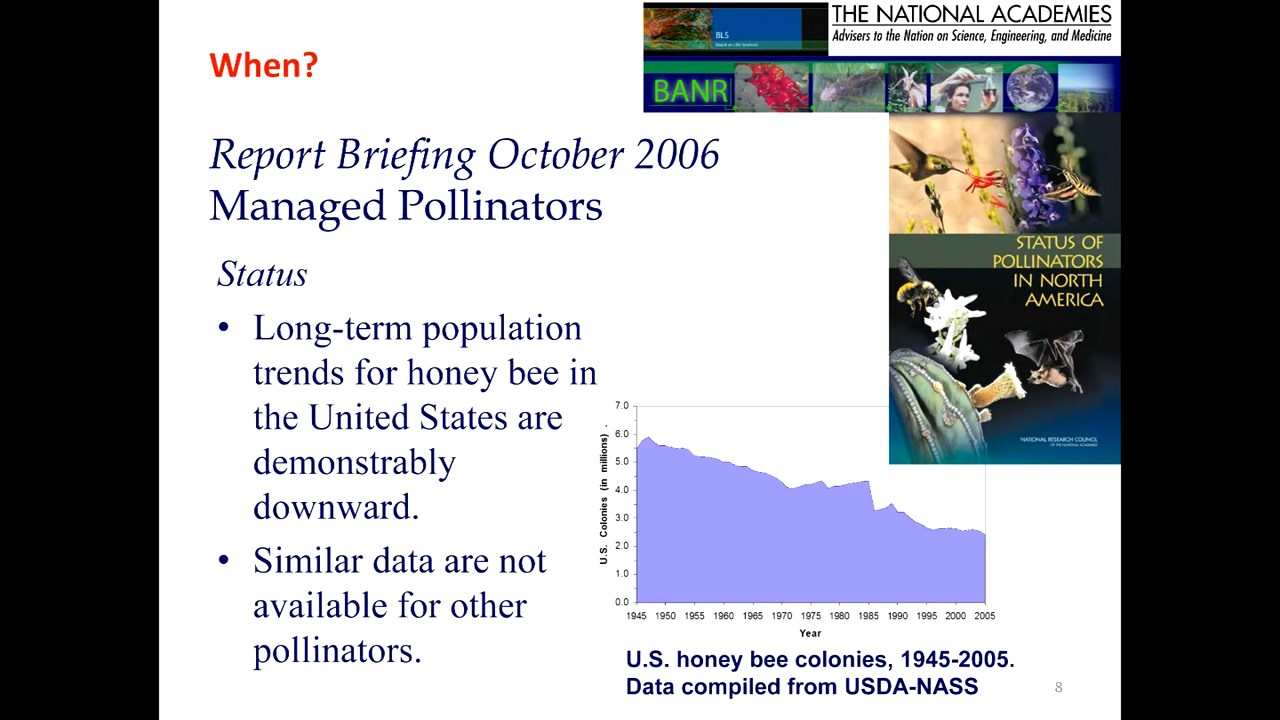 When?
BLS
THE NATIONAL ACADEMIES
Advisers to the Nation on Science, Engineering, and Medicine
BANR
Report Briefing October 2006
Managed Pollinators
Status
• Long-term population
trends for honey bee in
the United States are
demonstrably
downward.
• Similar data are not
available for other
pollinators.
STATUS OF
POLLINATORS
IN NORTH
AMERICA
NATIONAL RESEARCH COUNCIL
OF THE NATIONAL ACADEMIES
U.S. Colonies (in millions) .
7.0
6.0
5.0
4.0
3.0
2.0
1.0
0.0
1945 1950 1955 1960 1965 1970 1975 1980 1985 1990 1995 2000 2005
Year
U.S. honey bee colonies, 1945-2005.
Data compiled from USDA-NASS
8